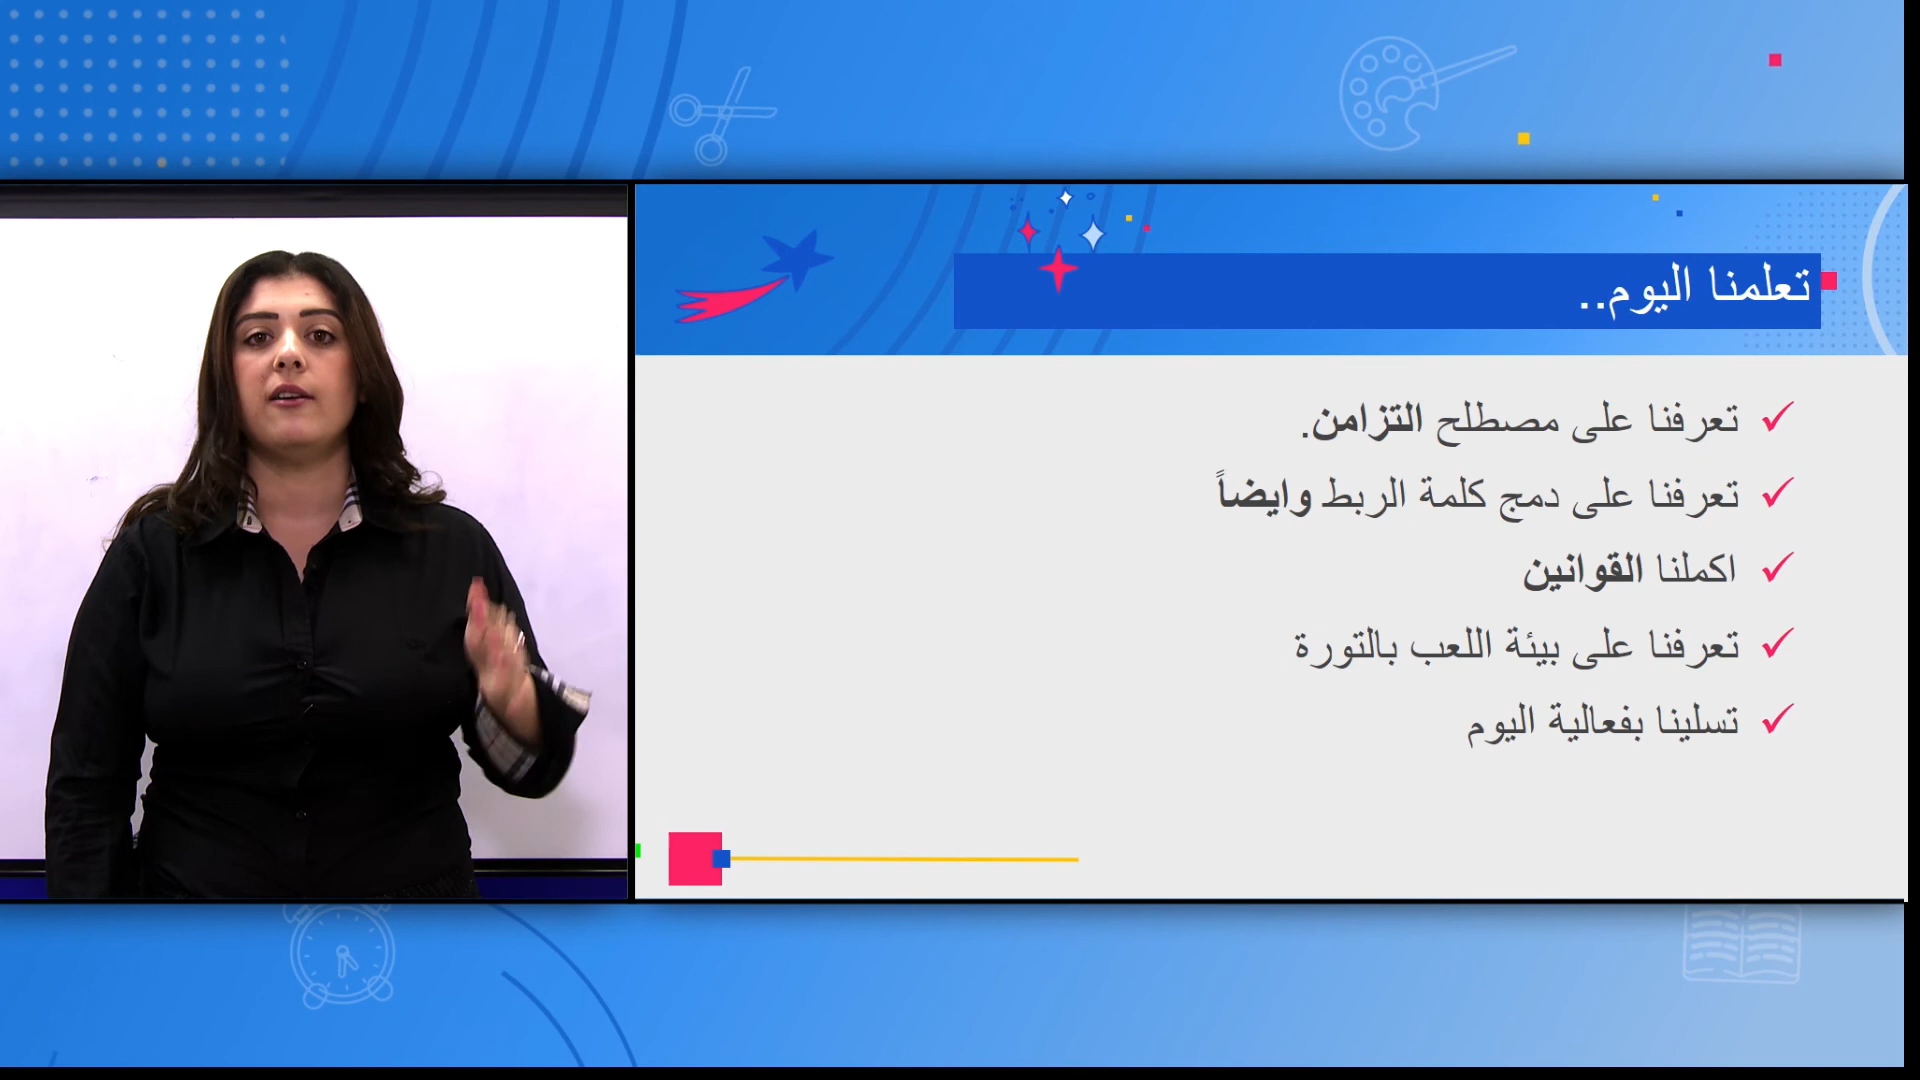 تعلمنا اليوم..
تعرفنا على مصطلح التزامن.
تعرفنا على دمج كلمة الربط وايضاً
اكملنا القوانين
تعرفنا على بيئة اللعب بالتورة
تسلينا بفعالية اليوم